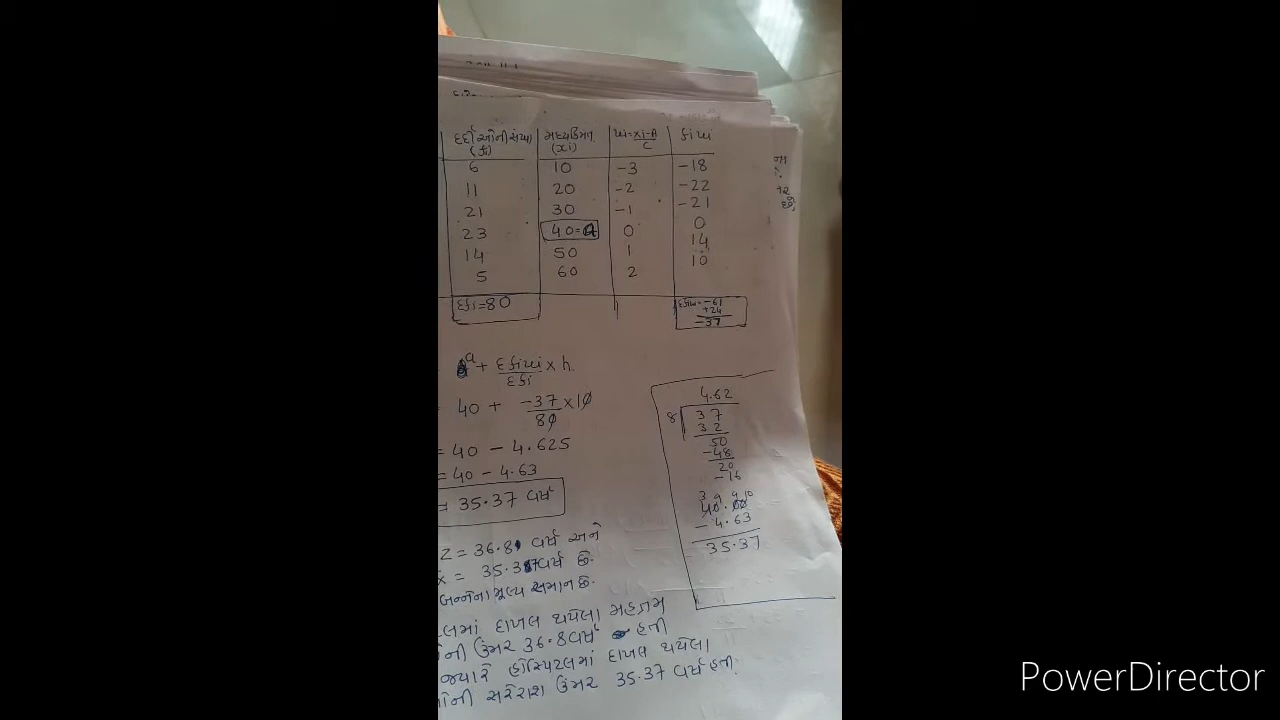 દર્દીઓની સંખ્યા મધ્યકિંમત ui=xi-A/C fiui
(fi) (xi)
6 10 -3 -18
11 20 -2 -22
21 30 -1 -21
23 40=a 0 0
14 50 1 14
5 60 2 10
Σfi=80 Σfiui=-61
+24
-37
a + Σfiui/Σfi x h
= 40 + -37/80 x 10
= 40 - 4.625
= 40 - 4.63
= 35.37 વર્ષ
4.62
8 37
32
50
-48
20
-16
3 9 9 10
40.00
-4.63
35.37
Z = 36.8 વર્ષ અને
x̄ = 35.37 વર્ષ છે.
બન્નેના મૂલ્ય સમાન છે.
દાખલ થયેલા મહત્તમ
ઉંમર 36.8 વર્ષ હતી
જ્યારે હોસ્પિટલમાં દાખલ થયેલા
સરેરાશ ઉંમર 35.37 વર્ષ હતી.
PowerDirector